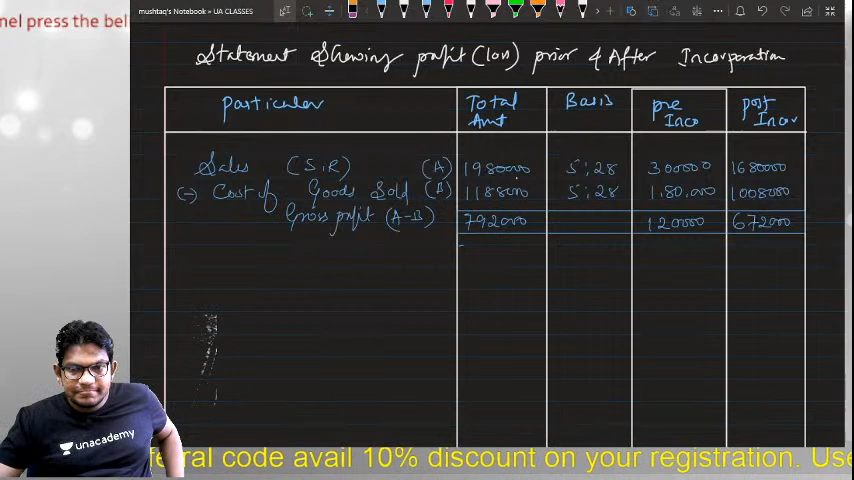 nel press the bel
mushtaq's Notebook » UA CLASSES
Statement Showing profit (loss) prior & After Incorporation
Particular Total Amt Basis pre Inco post Incor
Sales (S.R) (A) 1980000 5:28 300000 1680000
(-) Cost of Goods Sold (B) 1188000 5:28 1,80,000 1008000
Gross profit (A-B) 792000 120000 672000
unacademy
ferral code avail 10% discount on your registration. Use